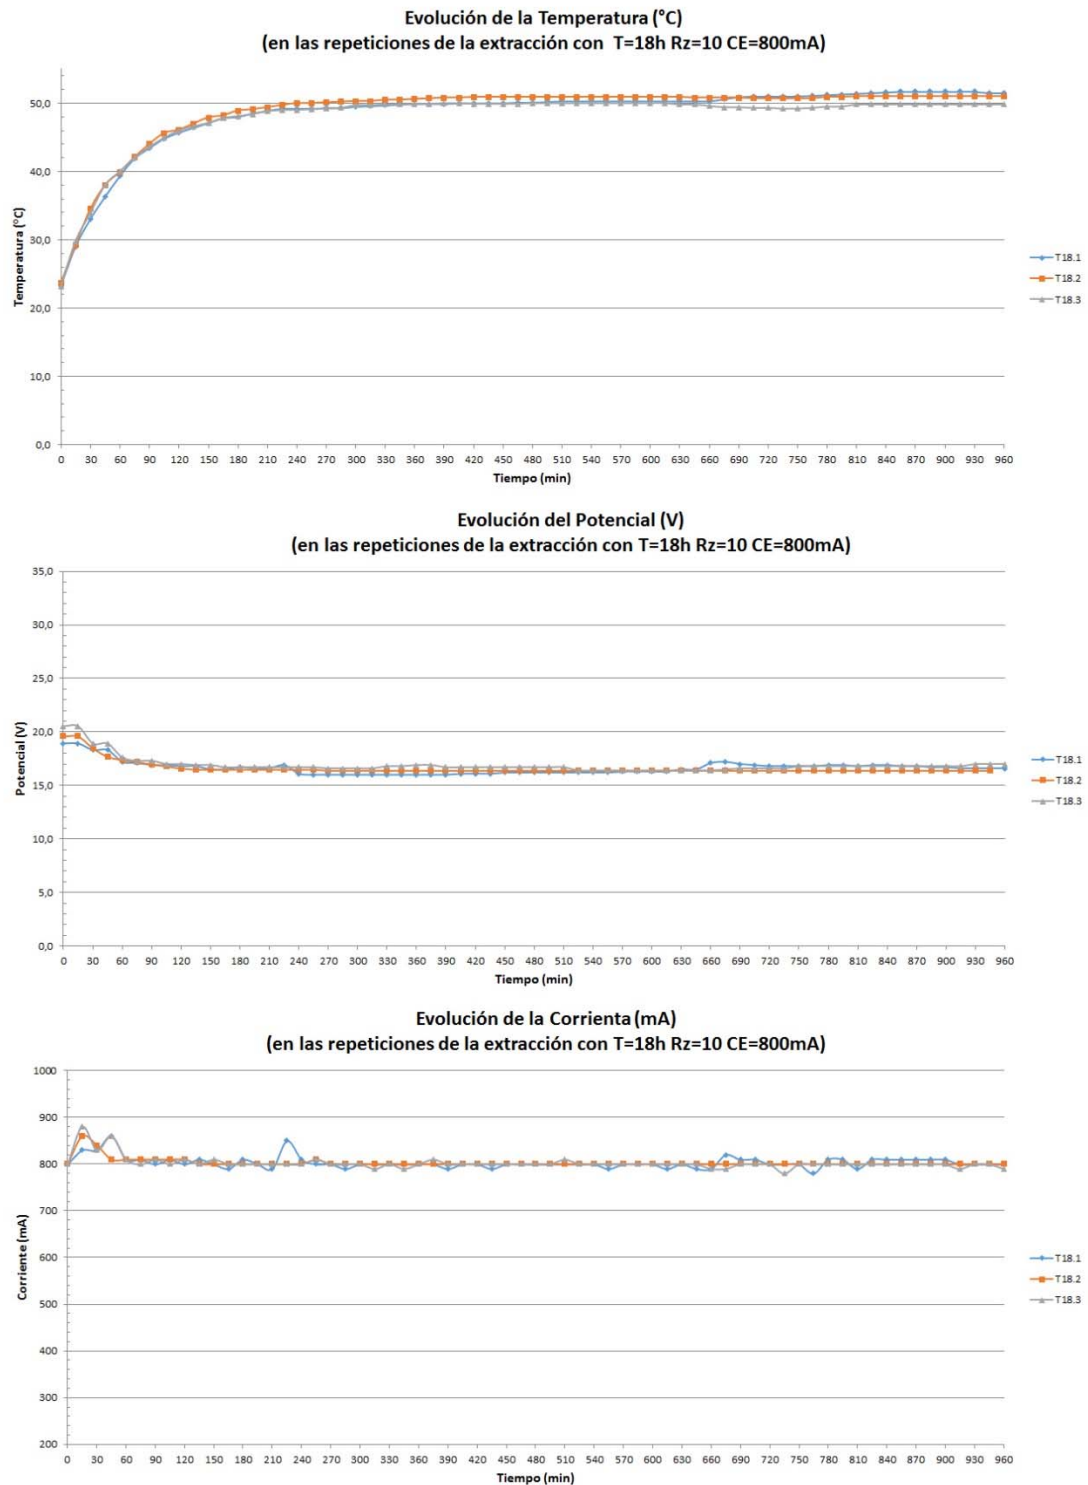 Evolución de la Temperatura (°C)
(en las repeticiones de la extracción con T=18h Rz=10 CE=800mA)
50,0
40,0
30,0
20,0
10,0
0,0
Temperatura (°C)
0 30 60 90 120 150 180 210 240 270 300 330 360 390 420 450 480 510 540 570 600 630 660 690 720 750 780 810 840 870 900 930 960
Tiempo (min)
T18.1
T18.2
T18.3
Evolución del Potencial (V)
(en las repeticiones de la extracción con T=18h Rz=10 CE=800mA)
35,0
30,0
25,0
20,0
15,0
10,0
5,0
0,0
Potencial (V)
0 30 60 90 120 150 180 210 240 270 300 330 360 390 420 450 480 510 540 570 600 630 660 690 720 750 780 810 840 870 900 930 960
Tiempo (min)
T18.1
T18.2
T18.3
Evolución de la Corrienta (mA)
(en las repeticiones de la extracción con T=18h Rz=10 CE=800mA)
1000
900
800
700
600
500
400
300
200
Corriente (mA)
0 30 60 90 120 150 180 210 240 270 300 330 360 390 420 450 480 510 540 570 600 630 660 690 720 750 780 810 840 870 900 930 960
Tiempo (min)
T18.1
T18.2
T18.3